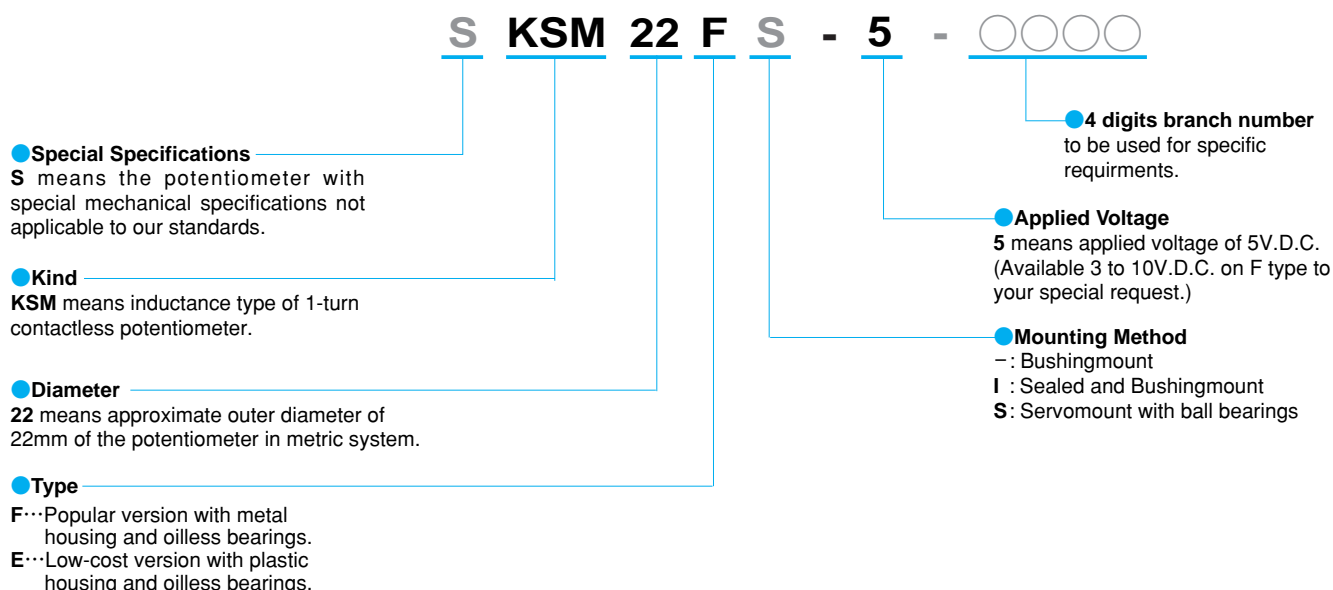 S KSM 22 F S - 5 - ○○○○
●Special Specifications
S means the potentiometer with
special mechanical specifications not
applicable to our standards.
●Kind
KSM means inductance type of 1-turn
contactless potentiometer.
●Diameter
22 means approximate outer diameter of
22mm of the potentiometer in metric system.
●Type
F…Popular version with metal
housing and oilless bearings.
E…Low-cost version with plastic
housing and oilless bearings.
●4 digits branch number
to be used for specific
requirments.
●Applied Voltage
5 means applied voltage of 5V.D.C.
(Available 3 to 10V.D.C. on F type to
your special request.)
●Mounting Method
−: Bushingmount
I : Sealed and Bushingmount
S: Servomount with ball bearings